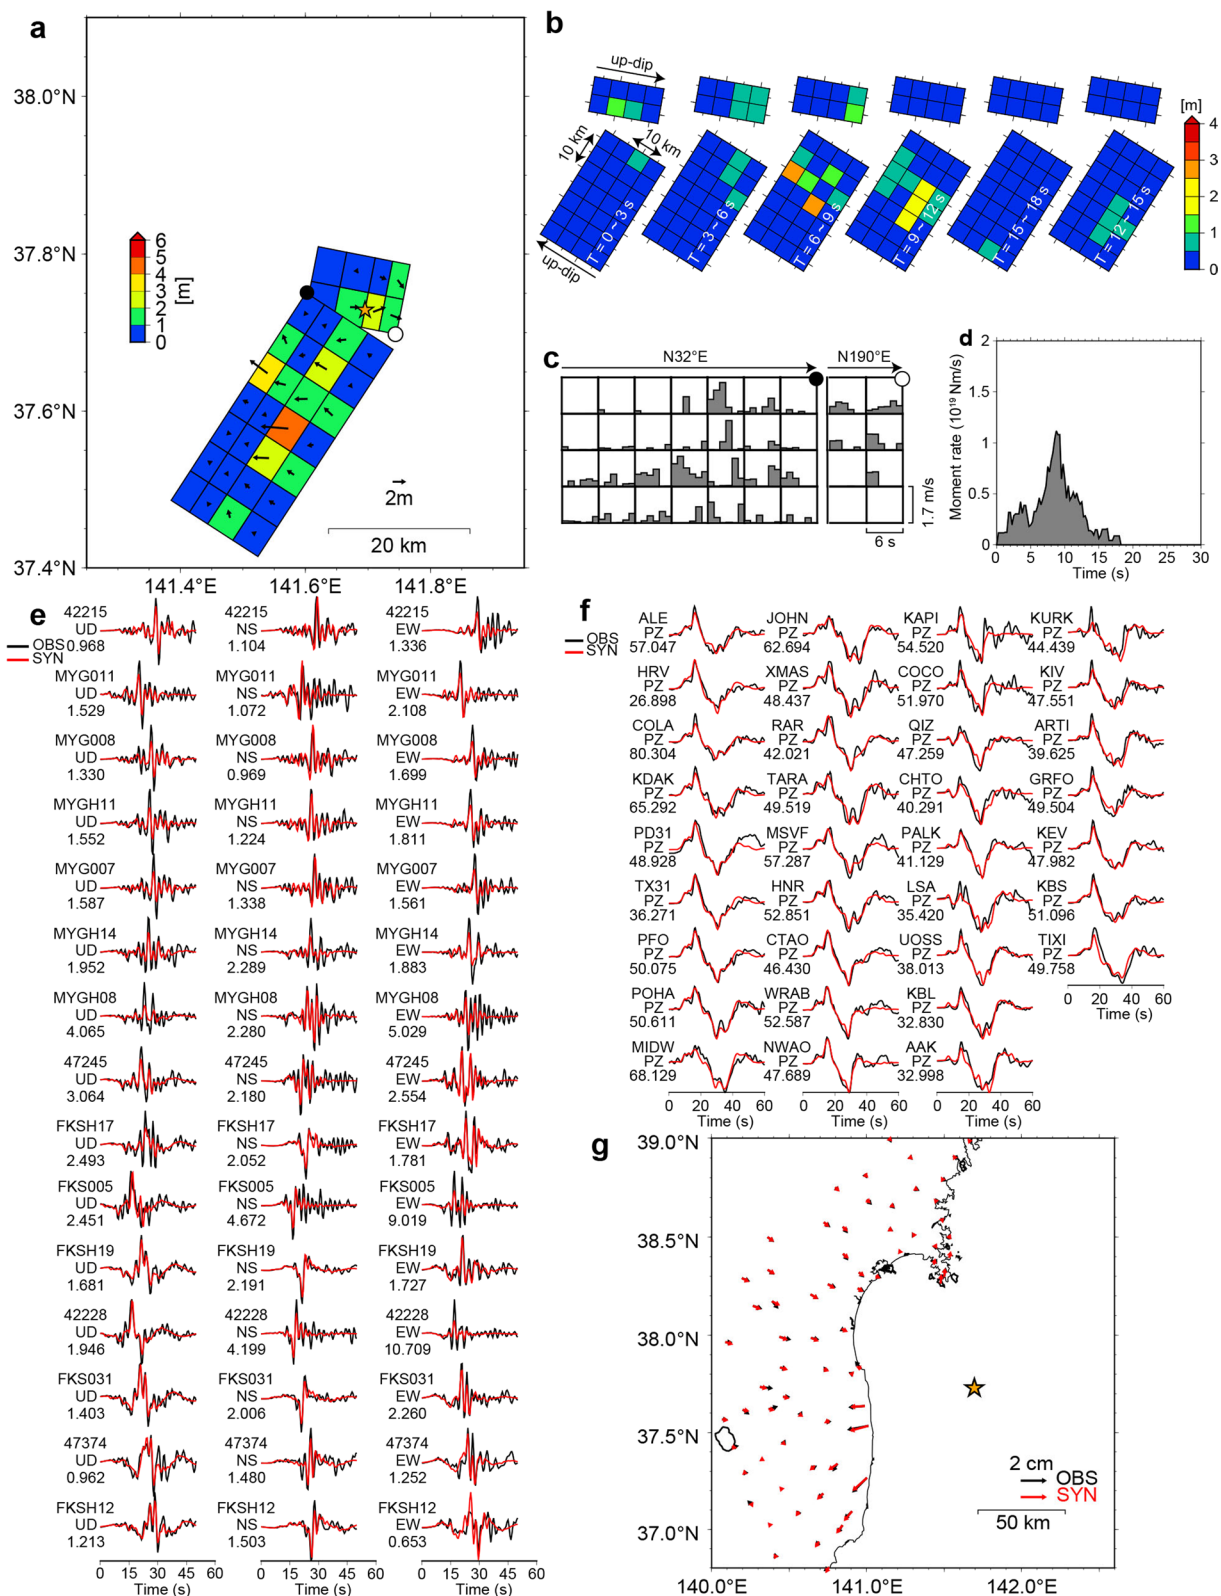 a
38.0°N
37.8°N
37.6°N
37.4°N
141.4°E
141.6°E
141.8°E
6
5
4
3
2
1
0
[m]
2m
20 km
b
up-dip
10 km
10 km
up-dip
T = 0 ~ 3 s
T = 3 ~ 6 s
T = 6 ~ 9 s
T = 9 ~ 12 s
T = 15 ~ 18 s
T = 12 ~ 15 s
[m]
4
3
2
1
0
c
N32°E
N190°E
1.7 m/s
6 s
d
Moment rate (10¹⁹ Nm/s)
2
1.5
1
0.5
0
0 5 10 15 20 25 30
Time (s)
e
OBS
SYN
42215
UD
0.968
42215
NS
1.104
42215
EW
1.336
MYG011
UD
1.529
MYG011
NS
1.072
MYG011
EW
2.108
MYG008
UD
1.330
MYG008
NS
0.969
MYG008
EW
1.699
MYGH11
UD
1.552
MYGH11
NS
1.224
MYGH11
EW
1.811
MYG007
UD
1.587
MYG007
NS
1.338
MYG007
EW
1.561
MYGH14
UD
1.952
MYGH14
NS
2.289
MYGH14
EW
1.883
MYGH08
UD
4.065
MYGH08
NS
2.280
MYGH08
EW
5.029
47245
UD
3.064
47245
NS
2.180
47245
EW
2.554
FKSH17
UD
2.493
FKSH17
NS
2.052
FKSH17
EW
1.781
FKS005
UD
2.451
FKS005
NS
4.672
FKS005
EW
9.019
FKSH19
UD
1.681
FKSH19
NS
2.191
FKSH19
EW
1.727
42228
UD
1.946
42228
NS
4.199
42228
EW
10.709
FKS031
UD
1.403
FKS031
NS
2.006
FKS031
EW
2.260
47374
UD
0.962
47374
NS
1.480
47374
EW
1.252
FKSH12
UD
1.213
FKSH12
NS
1.503
FKSH12
EW
0.653
0 15 30 45 60
Time (s)
0 15 30 45 60
Time (s)
0 15 30 45 60
Time (s)
f
OBS
SYN
ALE
PZ
57.047
JOHN
PZ
62.694
KAPI
PZ
54.520
KURK
PZ
44.439
HRV
PZ
26.898
XMAS
PZ
48.437
COCO
PZ
51.970
KIV
PZ
47.551
COLA
PZ
80.304
RAR
PZ
42.021
QIZ
PZ
47.259
ARTI
PZ
39.625
KDAK
PZ
65.292
TARA
PZ
49.519
CHTO
PZ
40.291
GRFO
PZ
49.504
PD31
PZ
48.928
MSVF
PZ
57.287
PALK
PZ
41.129
KEV
PZ
47.982
TX31
PZ
36.271
HNR
PZ
52.851
LSA
PZ
35.420
KBS
PZ
51.096
PFO
PZ
50.075
CTAO
PZ
46.430
UOSS
PZ
38.013
TIXI
PZ
49.758
POHA
PZ
50.611
WRAB
PZ
52.587
KBL
PZ
32.830
MIDW
PZ
68.129
NWAO
PZ
47.689
AAK
PZ
32.998
0 20 40 60
Time (s)
0 20 40 60
Time (s)
0 20 40 60
Time (s)
0 20 40 60
Time (s)
g
39.0°N
38.5°N
38.0°N
37.5°N
37.0°N
140.0°E
141.0°E
142.0°E
2 cm
OBS
SYN
50 km